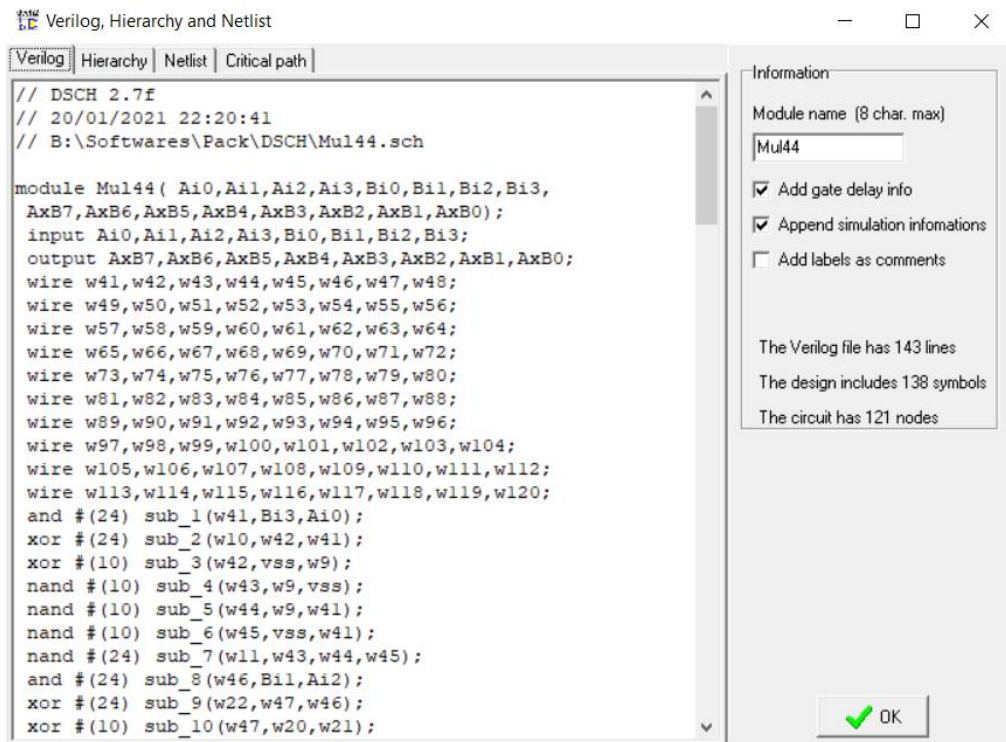 Verilog, Hierarchy and Netlist
Verilog Hierarchy Netlist Critical path
// DSCH 2.7f
// 20/01/2021 22:20:41
// B:\Softwares\Pack\DSCH\Mul44.sch
module Mul44( Ai0,Ai1,Ai2,Ai3,Bi0,Bi1,Bi2,Bi3,
AxB7,AxB6,AxB5,AxB4,AxB3,AxB2,AxB1,AxB0);
input Ai0,Ai1,Ai2,Ai3,Bi0,Bi1,Bi2,Bi3;
output AxB7,AxB6,AxB5,AxB4,AxB3,AxB2,AxB1,AxB0;
wire w41,w42,w43,w44,w45,w46,w47,w48;
wire w49,w50,w51,w52,w53,w54,w55,w56;
wire w57,w58,w59,w60,w61,w62,w63,w64;
wire w65,w66,w67,w68,w69,w70,w71,w72;
wire w73,w74,w75,w76,w77,w78,w79,w80;
wire w81,w82,w83,w84,w85,w86,w87,w88;
wire w89,w90,w91,w92,w93,w94,w95,w96;
wire w97,w98,w99,w100,w101,w102,w103,w104;
wire w105,w106,w107,w108,w109,w110,w111,w112;
wire w113,w114,w115,w116,w117,w118,w119,w120;
and #(24) sub_1(w41,Bi3,Ai0);
xor #(24) sub_2(w10,w42,w41);
xor #(10) sub_3(w42,vss,w9);
nand #(10) sub_4(w43,w9,vss);
nand #(10) sub_5(w44,w9,w41);
nand #(10) sub_6(w45,vss,w41);
nand #(24) sub_7(w11,w43,w44,w45);
and #(24) sub_8(w46,Bi1,Ai2);
xor #(24) sub_9(w22,w47,w46);
xor #(10) sub_10(w47,w20,w21);
Information
Module name (8 char. max)
Mul44
Add gate delay info
Append simulation infomations
Add labels as comments
The Verilog file has 143 lines
The design includes 138 symbols
The circuit has 121 nodes
OK